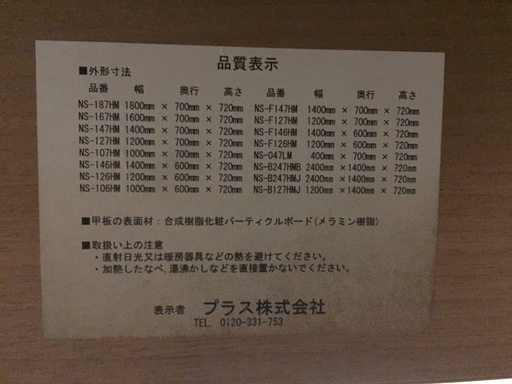 品質表示
■外形寸法
品番 幅 奥行 高さ 品番 幅 奥行 高さ
NS-187HM 1800mm × 700mm × 720mm NS-F147HM 1400mm × 700mm × 720mm
NS-167HM 1600mm × 700mm × 720mm NS-F127HM 1200mm × 700mm × 720mm
NS-147HM 1400mm × 700mm × 720mm NS-F146HM 1400mm × 600mm × 720mm
NS-127HM 1200mm × 700mm × 720mm NS-F126HM 1200mm × 600mm × 720mm
NS-107HM 1000mm × 700mm × 720mm NS-047LM 400mm × 700mm × 720mm
NS-146HM 1400mm × 600mm × 720mm NS-B247HMB 2400mm × 1400mm × 720mm
NS-126HM 1200mm × 600mm × 720mm NS-B247HMJ 2400mm × 1400mm × 720mm
NS-106HM 1000mm × 600mm × 720mm NS-B127HMJ 1200mm × 1400mm × 720mm
■甲板の表面材:合成樹脂化粧パーティクルボード(メラミン樹脂)
■取扱い上の注意
・直射日光又は暖房器具などの熱を避けてください。
・加熱したなべ、湯沸かしなどを直接置かないでください。
表示者 プラス株式会社
TEL. 0120-331-753